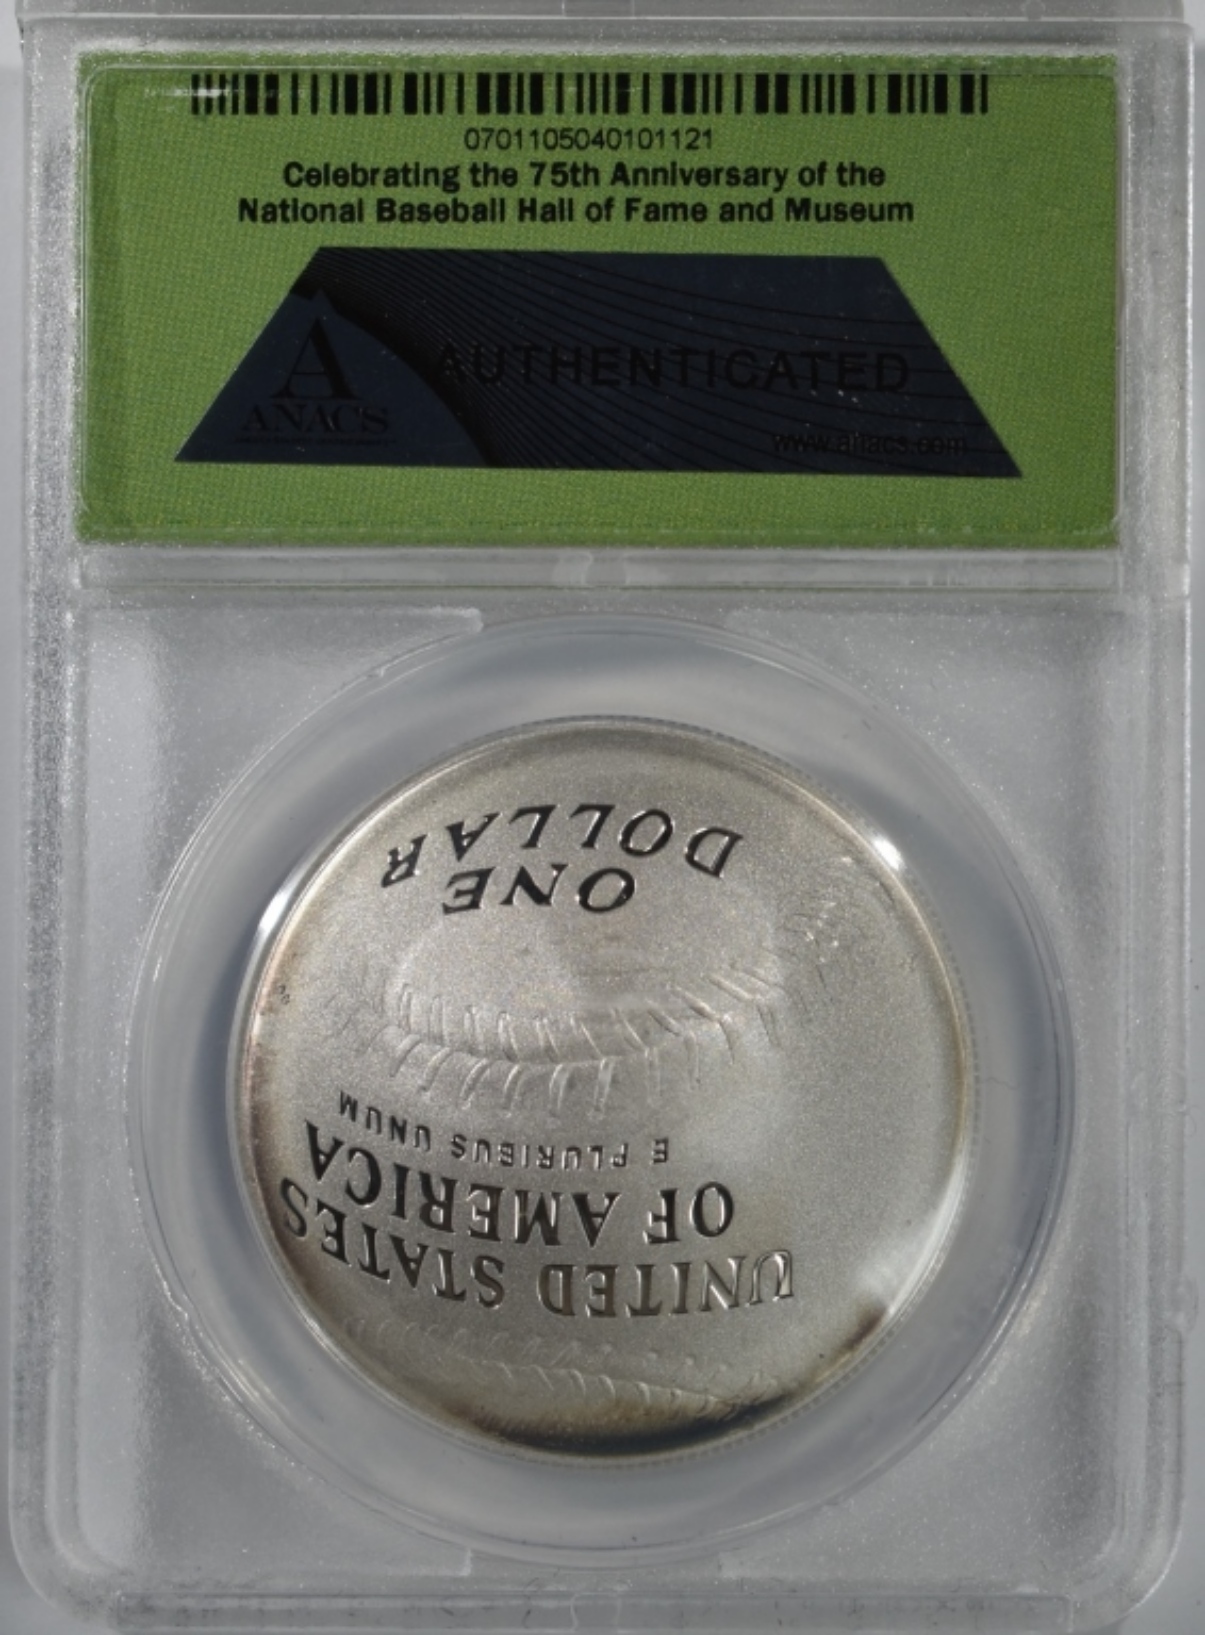 0701105040101121
Celebrating the 75th Anniversary of the
National Baseball Hall of Fame and Museum
A
ANACS
AUTHENTICATED
www.anacs.com
UNITED STATES
OF AMERICA
E PLURIBUS UNUM
ONE
DOLLAR